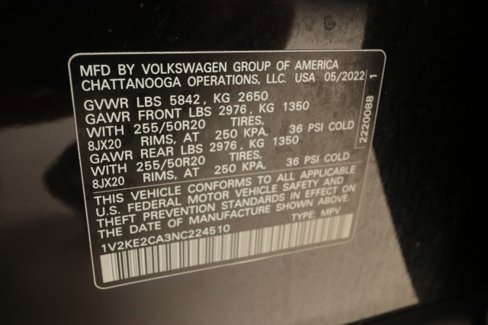 MFD BY VOLKSWAGEN GROUP OF AMERICA
CHATTANOOGA OPERATIONS, LLC. USA 05/2022
GVWR LBS 5842, KG 2650
GAWR FRONT LBS 2976, KG 1350
WITH 255/50R20 TIRES,
8JX20 RIMS, AT 250 KPA, 36 PSI COLD
GAWR REAR LBS 2976, KG 1350
WITH 255/50R20 TIRES,
8JX20 RIMS, AT 250 KPA, 36 PSI COLD
THIS VEHICLE CONFORMS TO ALL APPLICABLE
U.S. FEDERAL MOTOR VEHICLE SAFETY AND
THEFT PREVENTION STANDARDS IN EFFECT ON
THE DATE OF MANUFACTURE SHOWN ABOVE.
1V2KE2CA3NC224510 TYPE: MPV
2220088 1